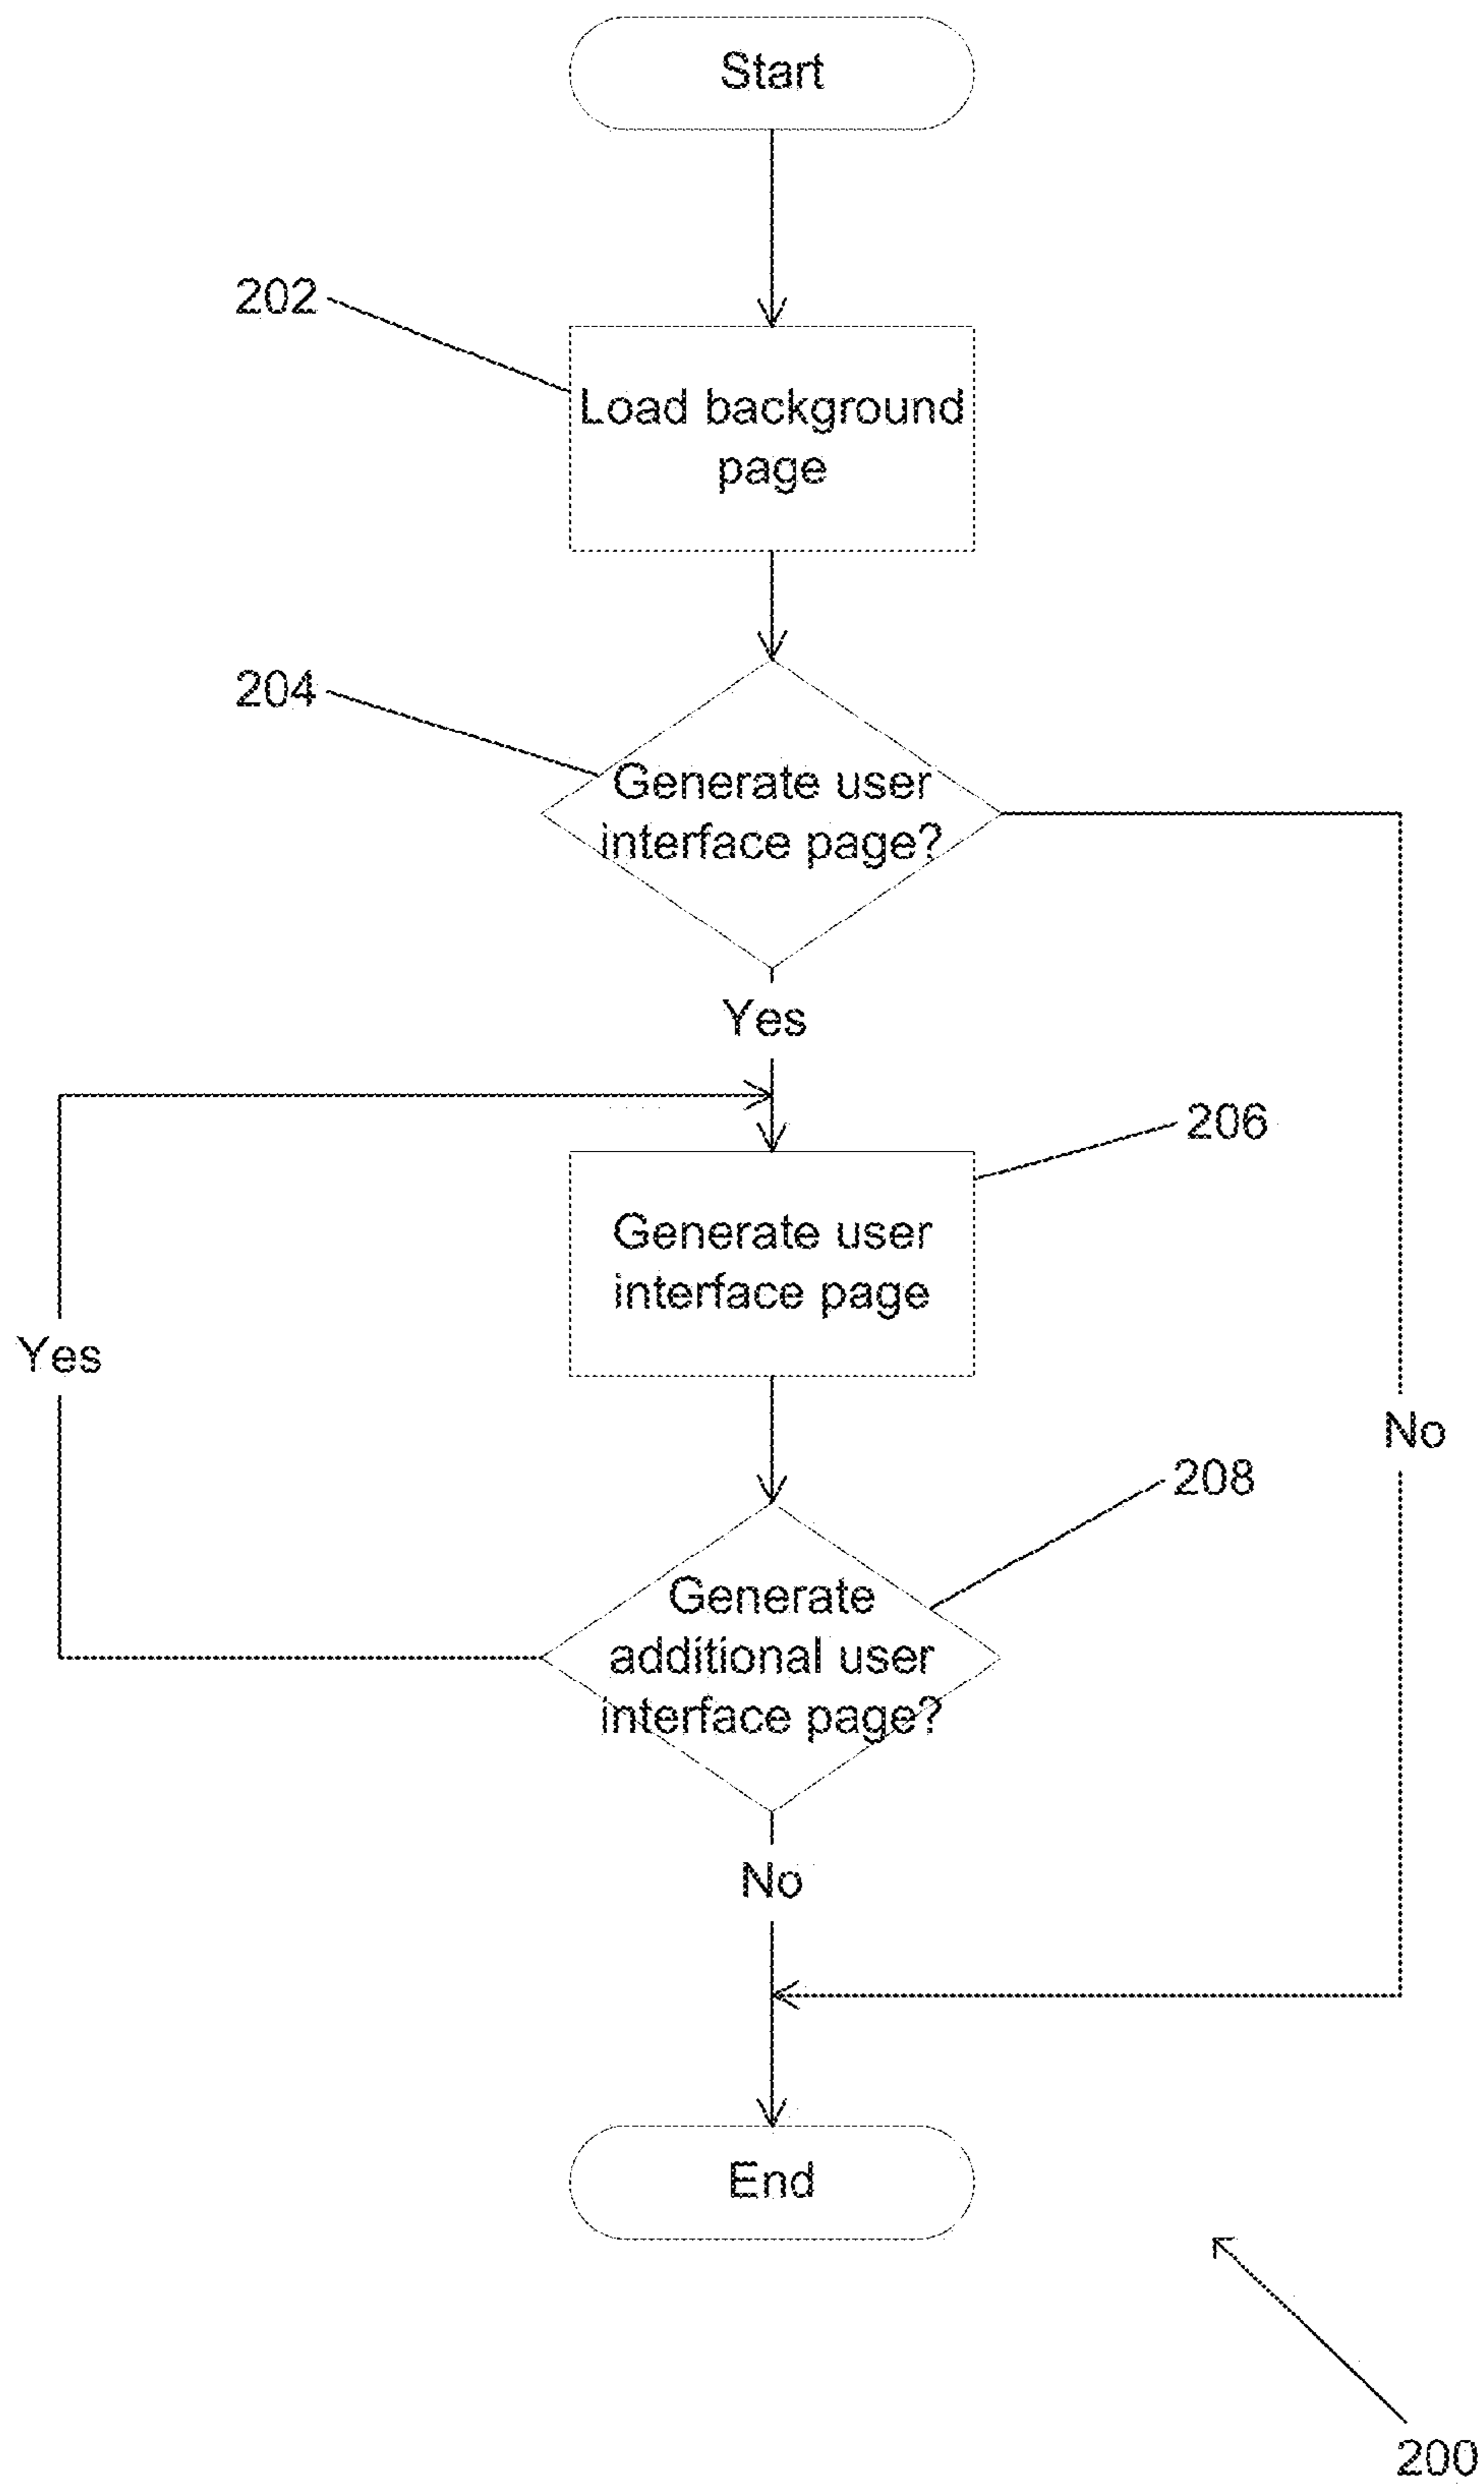 Start
202
Load background
page
204
Generate user
interface page?
Yes
206
Generate user
interface page
Yes
No
208
Generate
additional user
interface page?
No
End
200